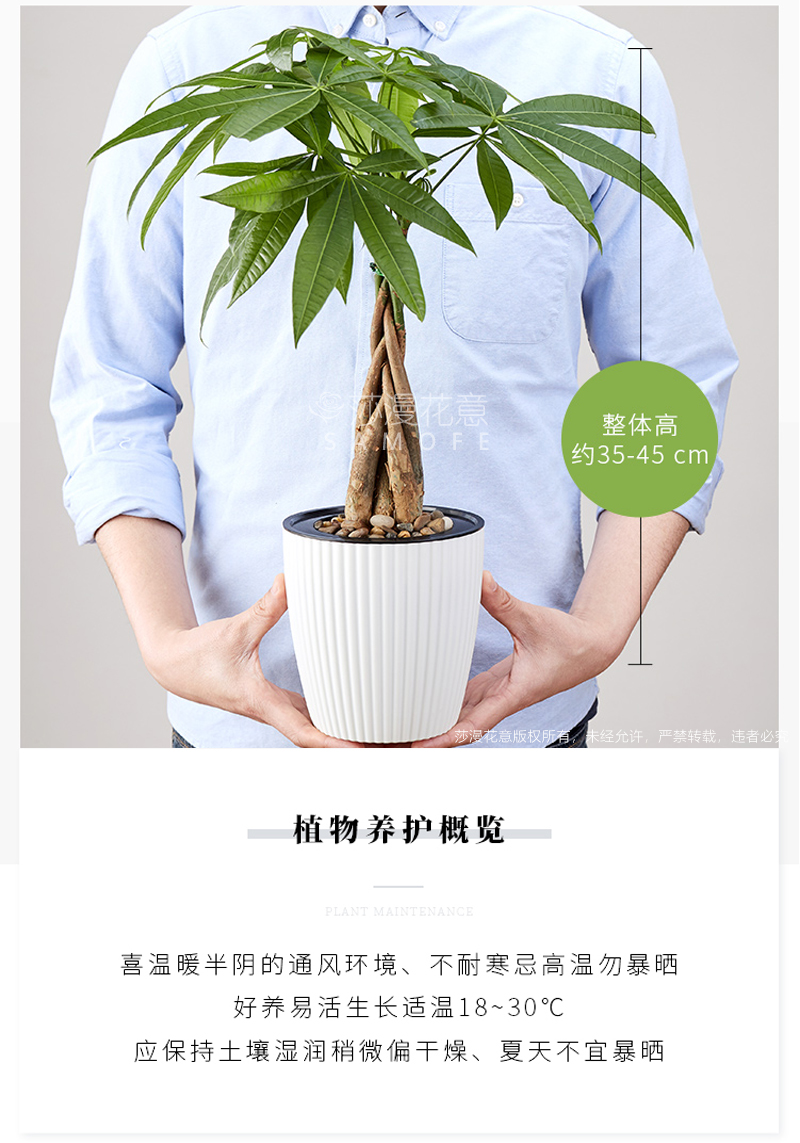 莎漫花意
SAMOFE
整体高
约35-45 cm
莎漫花意版权所有，未经允许，严禁转载，违者必究
植物养护概览
PLANT MAINTENANCE
喜温暖半阴的通风环境、不耐寒忌高温勿暴晒
好养易活生长适温18~30℃
应保持土壤湿润稍微偏干燥、夏天不宜暴晒